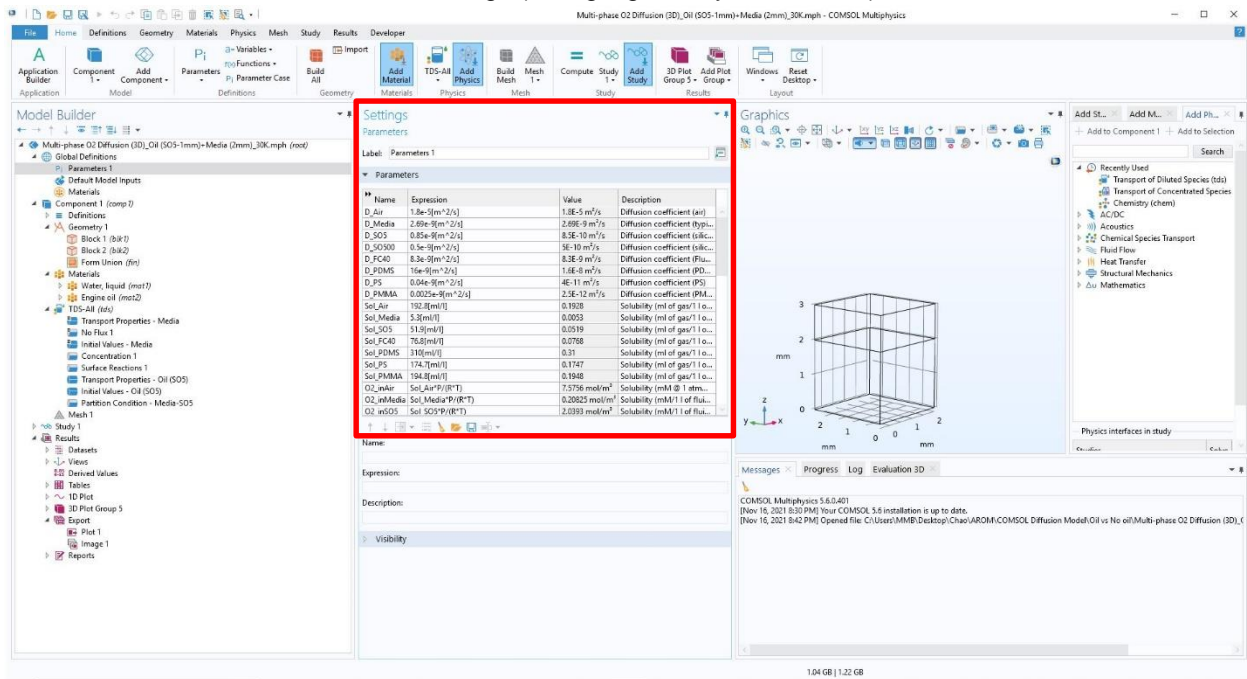 Multi-phase O2 Diffusion (3D)_Oil (SO5-1mm)+Media (2mm)_30K.mph - COMSOL Multiphysics
File Home Definitions Geometry Materials Physics Mesh Study Results Developer
Application Builder
Component 1
Add Component
Parameters
a= Variables
f(x) Functions
Pi Parameter Case
Build All
Import
Add Material
TDS-All
Add Physics
Build Mesh
Mesh 1
Compute
Study 1
Add Study
3D Plot Group 5
Add Plot Group
Windows
Reset Desktop
Application Model Definitions Geometry Materials Physics Mesh Study Results Layout
Model Builder
Multi-phase O2 Diffusion (3D)_Oil (SO5-1mm)+Media (2mm)_30K.mph (root)
Global Definitions
Pi Parameters 1
Default Model Inputs
Materials
Component 1 (comp1)
Definitions
Geometry 1
Block 1 (blk1)
Block 2 (blk2)
Form Union (fin)
Materials
Water, liquid (mat1)
Engine oil (mat2)
TDS-All (tds)
Transport Properties - Media
No Flux 1
Initial Values - Media
Concentration 1
Surface Reactions 1
Transport Properties - Oil (SO5)
Initial Values - Oil (SO5)
Partition Condition - Media-SO5
Mesh 1
Study 1
Results
Datasets
Views
Derived Values
Tables
1D Plot
3D Plot Group 5
Export
Plot 1
Image 1
Reports
Settings
Parameters
Label: Parameters 1
Parameters
Name Expression Value Description
D_Air 1.8e-5[m^2/s] 1.8E-5 m²/s Diffusion coefficient (air)
D_Media 2.69e-9[m^2/s] 2.69E-9 m²/s Diffusion coefficient (typi...
D_SO5 0.85e-9[m^2/s] 8.5E-10 m²/s Diffusion coefficient (silic...
D_SO500 0.5e-9[m^2/s] 5E-10 m²/s Diffusion coefficient (silic...
D_FC40 8.3e-9[m^2/s] 8.3E-9 m²/s Diffusion coefficient (Flu...
D_PDMS 16e-9[m^2/s] 1.6E-8 m²/s Diffusion coefficient (PD...
D_PS 0.04e-9[m^2/s] 4E-11 m²/s Diffusion coefficient (PS)
D_PMMA 0.0025e-9[m^2/s] 2.5E-12 m²/s Diffusion coefficient (PM...
Sol_Air 192.8[ml/l] 0.1928 Solubility (ml of gas/1 l o...
Sol_Media 5.3[ml/l] 0.0053 Solubility (ml of gas/1 l o...
Sol_SO5 51.9[ml/l] 0.0519 Solubility (ml of gas/1 l o...
Sol_FC40 76.8[ml/l] 0.0768 Solubility (ml of gas/1 l o...
Sol_PDMS 310[ml/l] 0.31 Solubility (ml of gas/1 l o...
Sol_PS 174.7[ml/l] 0.1747 Solubility (ml of gas/1 l o...
Sol_PMMA 194.8[ml/l] 0.1948 Solubility (ml of gas/1 l o...
O2_inAir Sol_Air*P/(R*T) 7.5756 mol/m³ Solubility (mM @ 1 atm...
O2_inMedia Sol_Media*P/(R*T) 0.20825 mol/m³ Solubility (mM/1 l of flui...
O2_inSO5 Sol_SO5*P/(R*T) 2.0393 mol/m³ Solubility (mM/1 l of flui...
Name:
Expression:
Description:
Visibility
Graphics
3
2
1
0
mm
2
1
0
mm
0
1
2
mm
z
y
x
Messages Progress Log Evaluation 3D
COMSOL Multiphysics 5.6.0.401
[Nov 16, 2021 8:30 PM] Your COMSOL 5.6 installation is up to date.
[Nov 16, 2021 8:42 PM] Opened file: C:\Users\MMB\Desktop\Chao\AROM\COMSOL Diffusion Model\Oil vs No oil\Multi-phase O2 Diffusion (3D)_(
Add St... Add M... Add Ph...
Add to Component 1 Add to Selection
Search
Recently Used
Transport of Diluted Species (tds)
Transport of Concentrated Species
Chemistry (chem)
AC/DC
Acoustics
Chemical Species Transport
Fluid Flow
Heat Transfer
Structural Mechanics
Δu Mathematics
Physics interfaces in study
Studies
1.04 GB | 1.22 GB